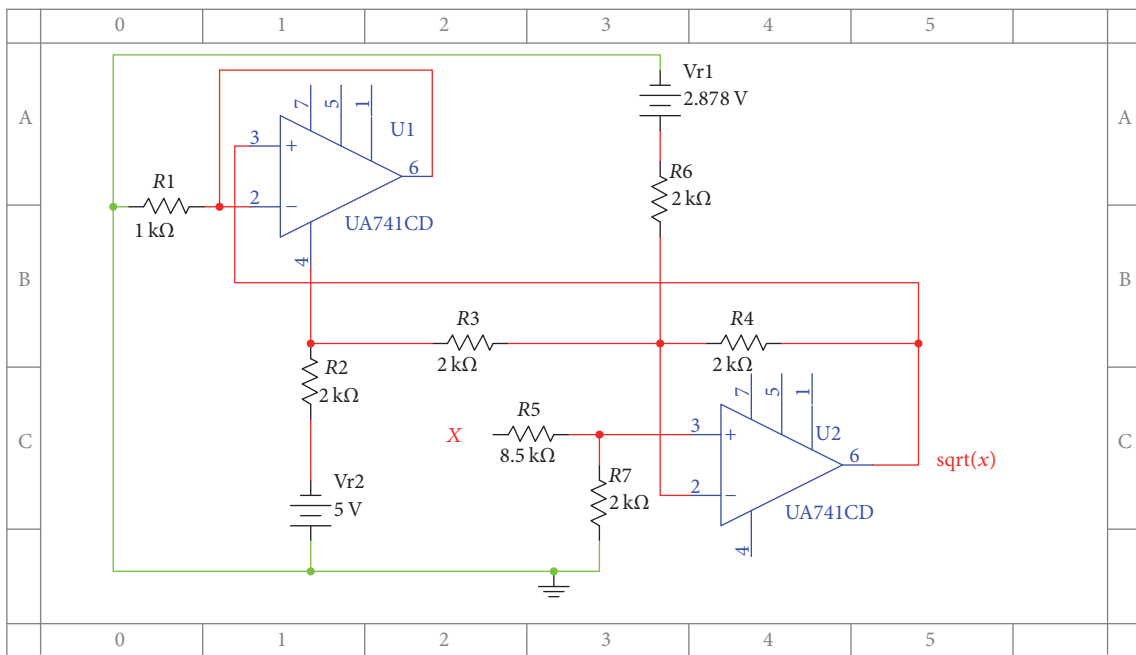 0 1 2 3 4 5
A A
B B
C C
Vr1
2.878 V
7 5 1
U1
3 +
6
2 −
UA741CD
4
R1
1 kΩ
R6
2 kΩ
R3
2 kΩ
R4
2 kΩ
R2
2 kΩ
7 5 1
U2
X
R5
8.5 kΩ
3 +
6
sqrt(x)
2 −
UA741CD
4
R7
2 kΩ
Vr2
5 V
0 1 2 3 4 5